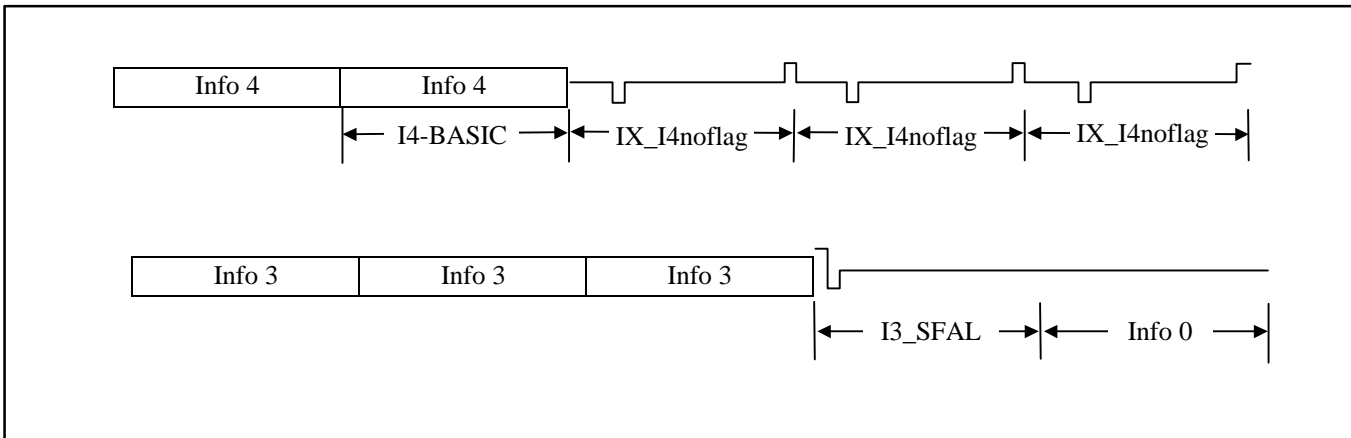 Info 4 Info 4
I4-BASIC IX_I4noflag IX_I4noflag IX_I4noflag
Info 3 Info 3 Info 3
I3_SFAL Info 0